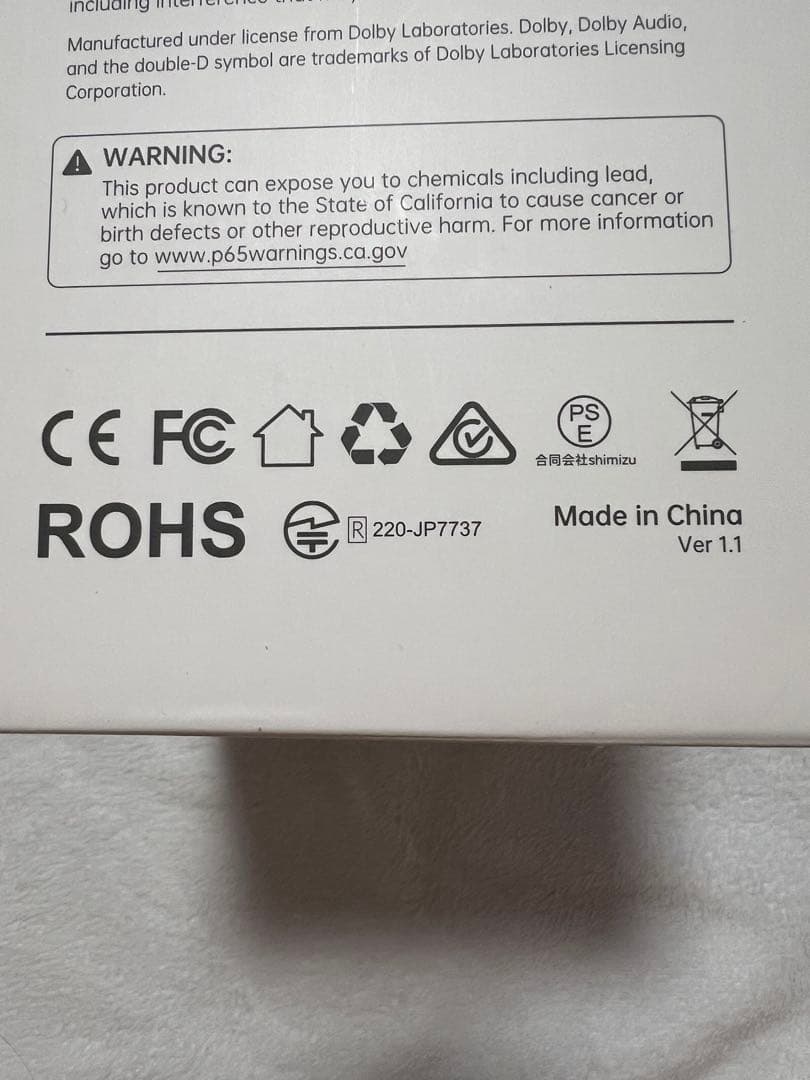 including
Manufactured under license from Dolby Laboratories. Dolby, Dolby Audio,
and the double-D symbol are trademarks of Dolby Laboratories Licensing
Corporation.
WARNING:
This product can expose you to chemicals including lead,
which is known to the State of California to cause cancer or
birth defects or other reproductive harm. For more information
go to www.p65warnings.ca.gov
CE FC
PS
E
合同会社shimizu
ROHS
R 220-JP7737
Made in China
Ver 1.1